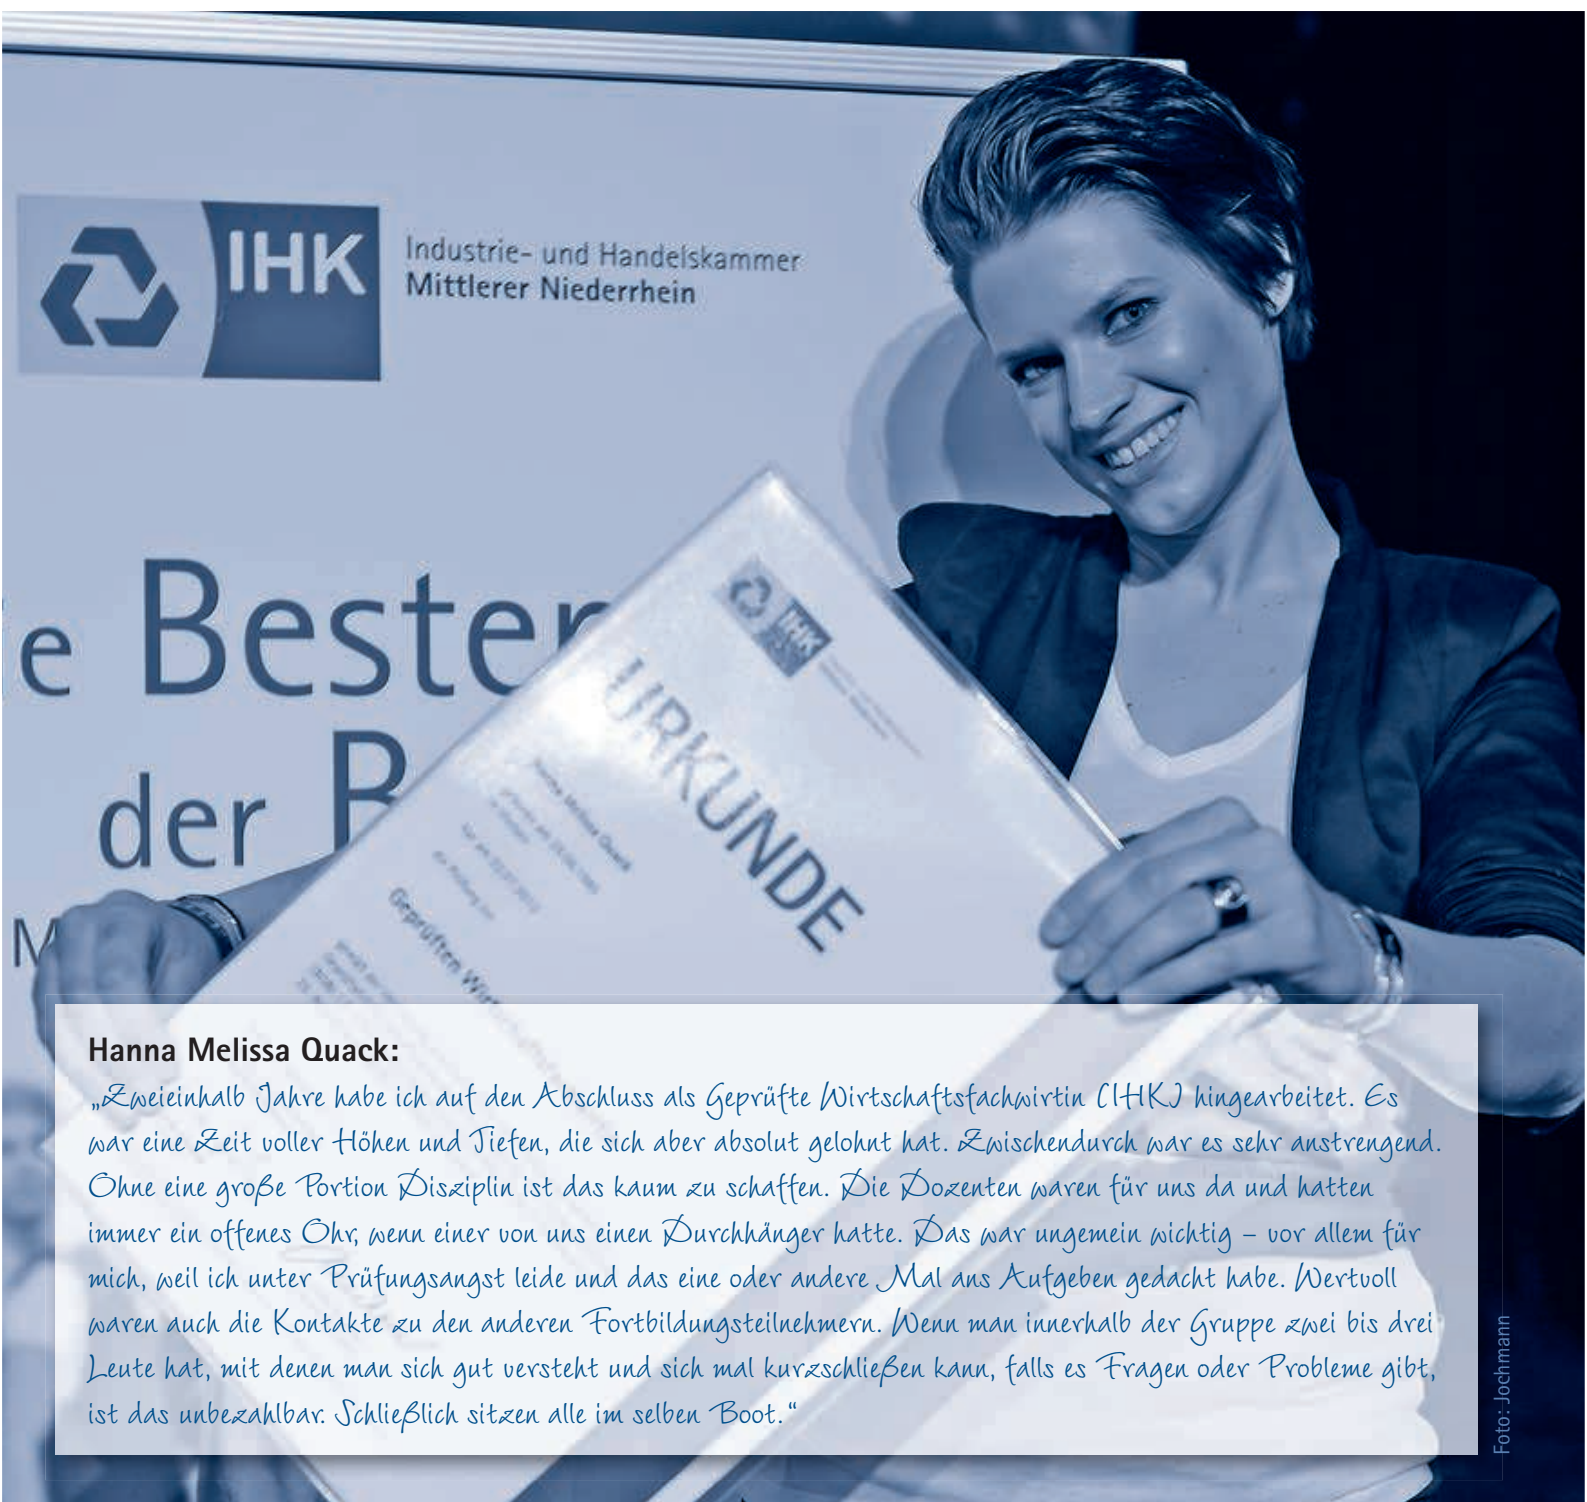 IHK
Industrie- und Handelskammer
Mittlerer Niederrhein
e Besten
der B
M
IHK
URKUNDE
Hanna Melissa Quack
Geprüften
Hanna Melissa Quack:
„Zweieinhalb Jahre habe ich auf den Abschluss als Geprüfte Wirtschaftsfachwirtin (IHK) hingearbeitet. Es
war eine Zeit voller Höhen und Tiefen, die sich aber absolut gelohnt hat. Zwischendurch war es sehr anstrengend.
Ohne eine große Portion Disziplin ist das kaum zu schaffen. Die Dozenten waren für uns da und hatten
immer ein offenes Ohr, wenn einer von uns einen Durchhänger hatte. Das war ungemein wichtig – vor allem für
mich, weil ich unter Prüfungsangst leide und das eine oder andere Mal ans Aufgeben gedacht habe. Wertvoll
waren auch die Kontakte zu den anderen Fortbildungsteilnehmern. Wenn man innerhalb der Gruppe zwei bis drei
Leute hat, mit denen man sich gut versteht und sich mal kurzschließen kann, falls es Fragen oder Probleme gibt,
ist das unbezahlbar. Schließlich sitzen alle im selben Boot.“
Foto: Jochmann